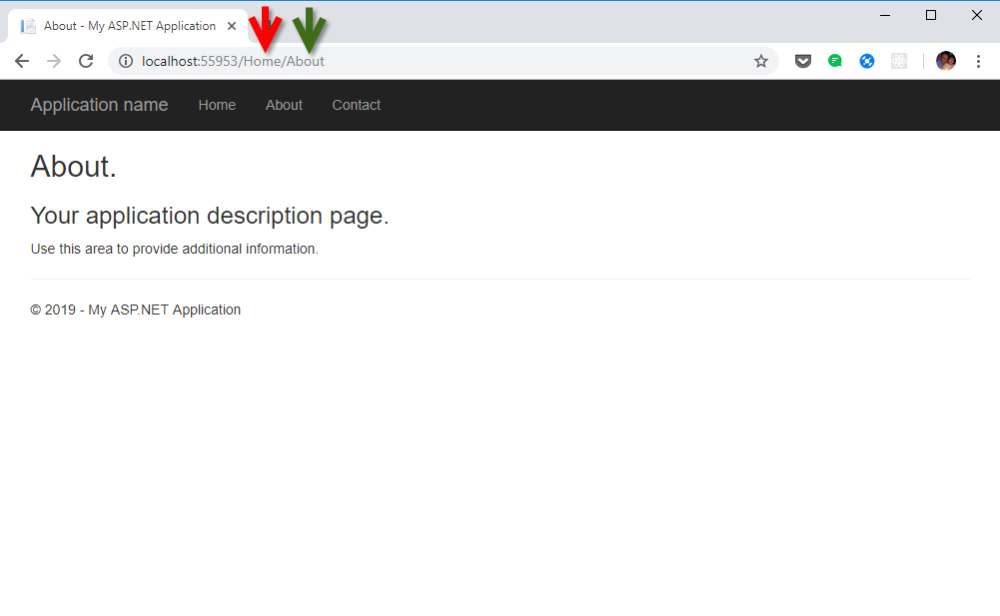 About - My ASP.NET Application
localhost:55953/Home/About
Application name Home About Contact
About.
Your application description page.
Use this area to provide additional information.
© 2019 - My ASP.NET Application